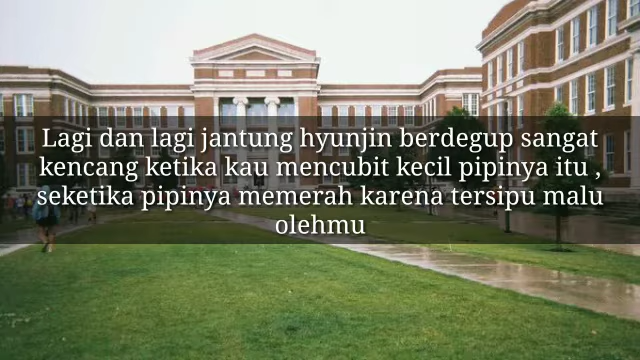 Lagi dan lagi jantung hyunjin berdegup sangat
kencang ketika kau mencubit kecil pipinya itu ,
seketika pipinya memerah karena tersipu malu
olehmu